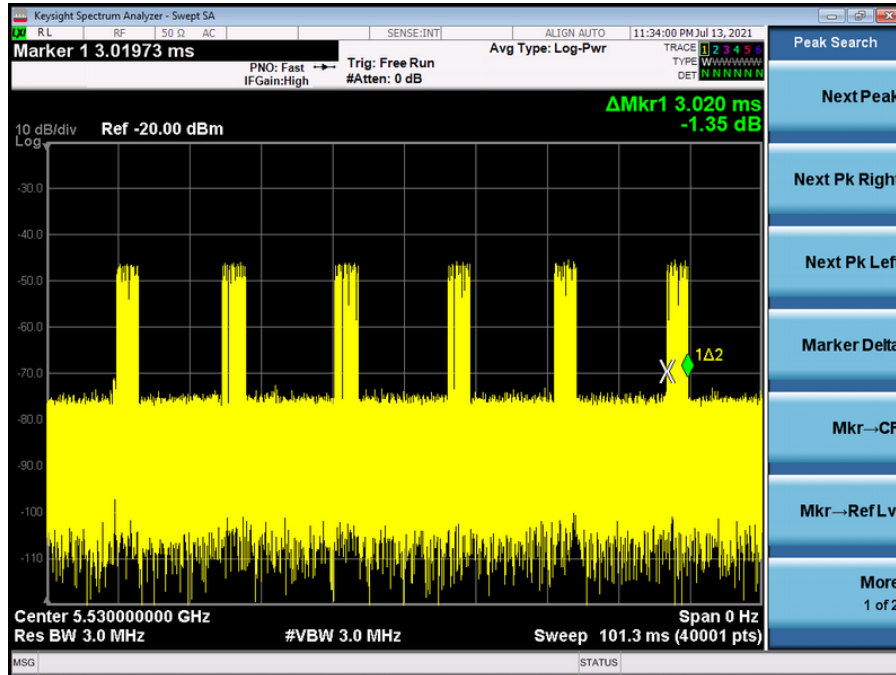 Keysight Spectrum Analyzer - Swept SA
LXI RL RF 50 Ω AC SENSE:INT ALIGN AUTO 11:34:00 PM Jul 13, 2021
Marker 1 3.01973 ms
PNO: Fast
IFGain:High
Trig: Free Run
#Atten: 0 dB
Avg Type: Log-Pwr
TRACE 1 2 3 4 5 6
TYPE WWWWWW
DET N N N N N N
ΔMkr1 3.020 ms
-1.35 dB
10 dB/div Ref -20.00 dBm
Log
-30.0
-40.0
-50.0
-60.0
-70.0
-80.0
-90.0
-100
-110
X
1Δ2
Center 5.530000000 GHz Span 0 Hz
Res BW 3.0 MHz #VBW 3.0 MHz Sweep 101.3 ms (40001 pts)
MSG STATUS
Peak Search
Next Peak
Next Pk Right
Next Pk Left
Marker Delta
Mkr→CF
Mkr→Ref Lv
More
1 of 2